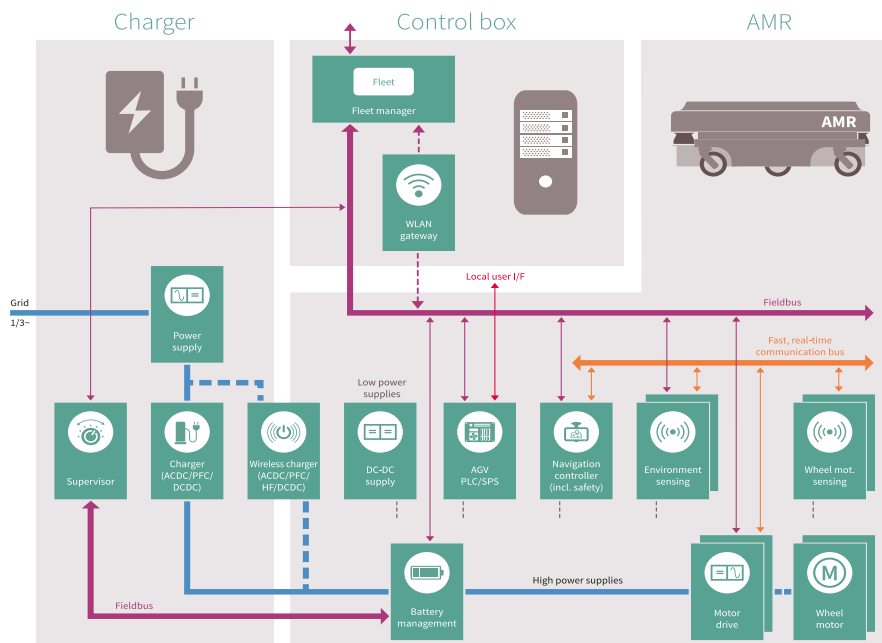 Charger
Control box
AMR
Fleet
Fleet manager
AMR
WLAN
gateway
Local user I/F
Grid
1/3~
Fieldbus
Power
supply
Fast, real-time
communication bus
Low power
supplies
Supervisor
Charger
(ACDC/PFC/
DCDC)
Wireless charger
(ACDC/PFC/
HF/DCDC)
DC-DC
supply
AGV
PLC/SPS
Navigation
controller
(incl. safety)
Environment
sensing
Wheel mot.
sensing
High power supplies
Fieldbus
Battery
management
Motor
drive
M
Wheel
motor